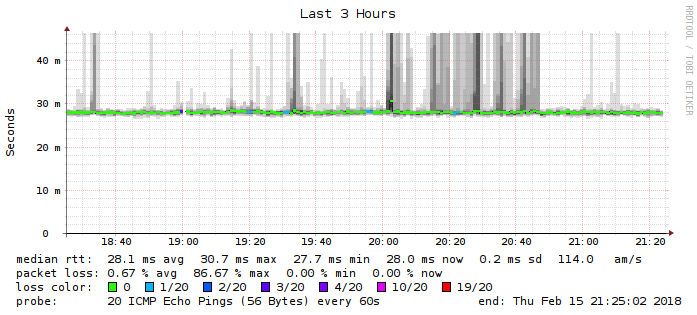 Last 3 Hours
RRDTOOL / TOBI OETIKER
Seconds
40 m
30 m
20 m
10 m
0
18:40 19:00 19:20 19:40 20:00 20:20 20:40 21:00 21:20
median rtt: 28.1 ms avg 30.7 ms max 27.7 ms min 28.0 ms now 0.2 ms sd 114.0 am/s
packet loss: 0.67 % avg 86.67 % max 0.00 % min 0.00 % now
loss color: 0 1/20 2/20 3/20 4/20 10/20 19/20
probe: 20 ICMP Echo Pings (56 Bytes) every 60s end: Thu Feb 15 21:25:02 2018